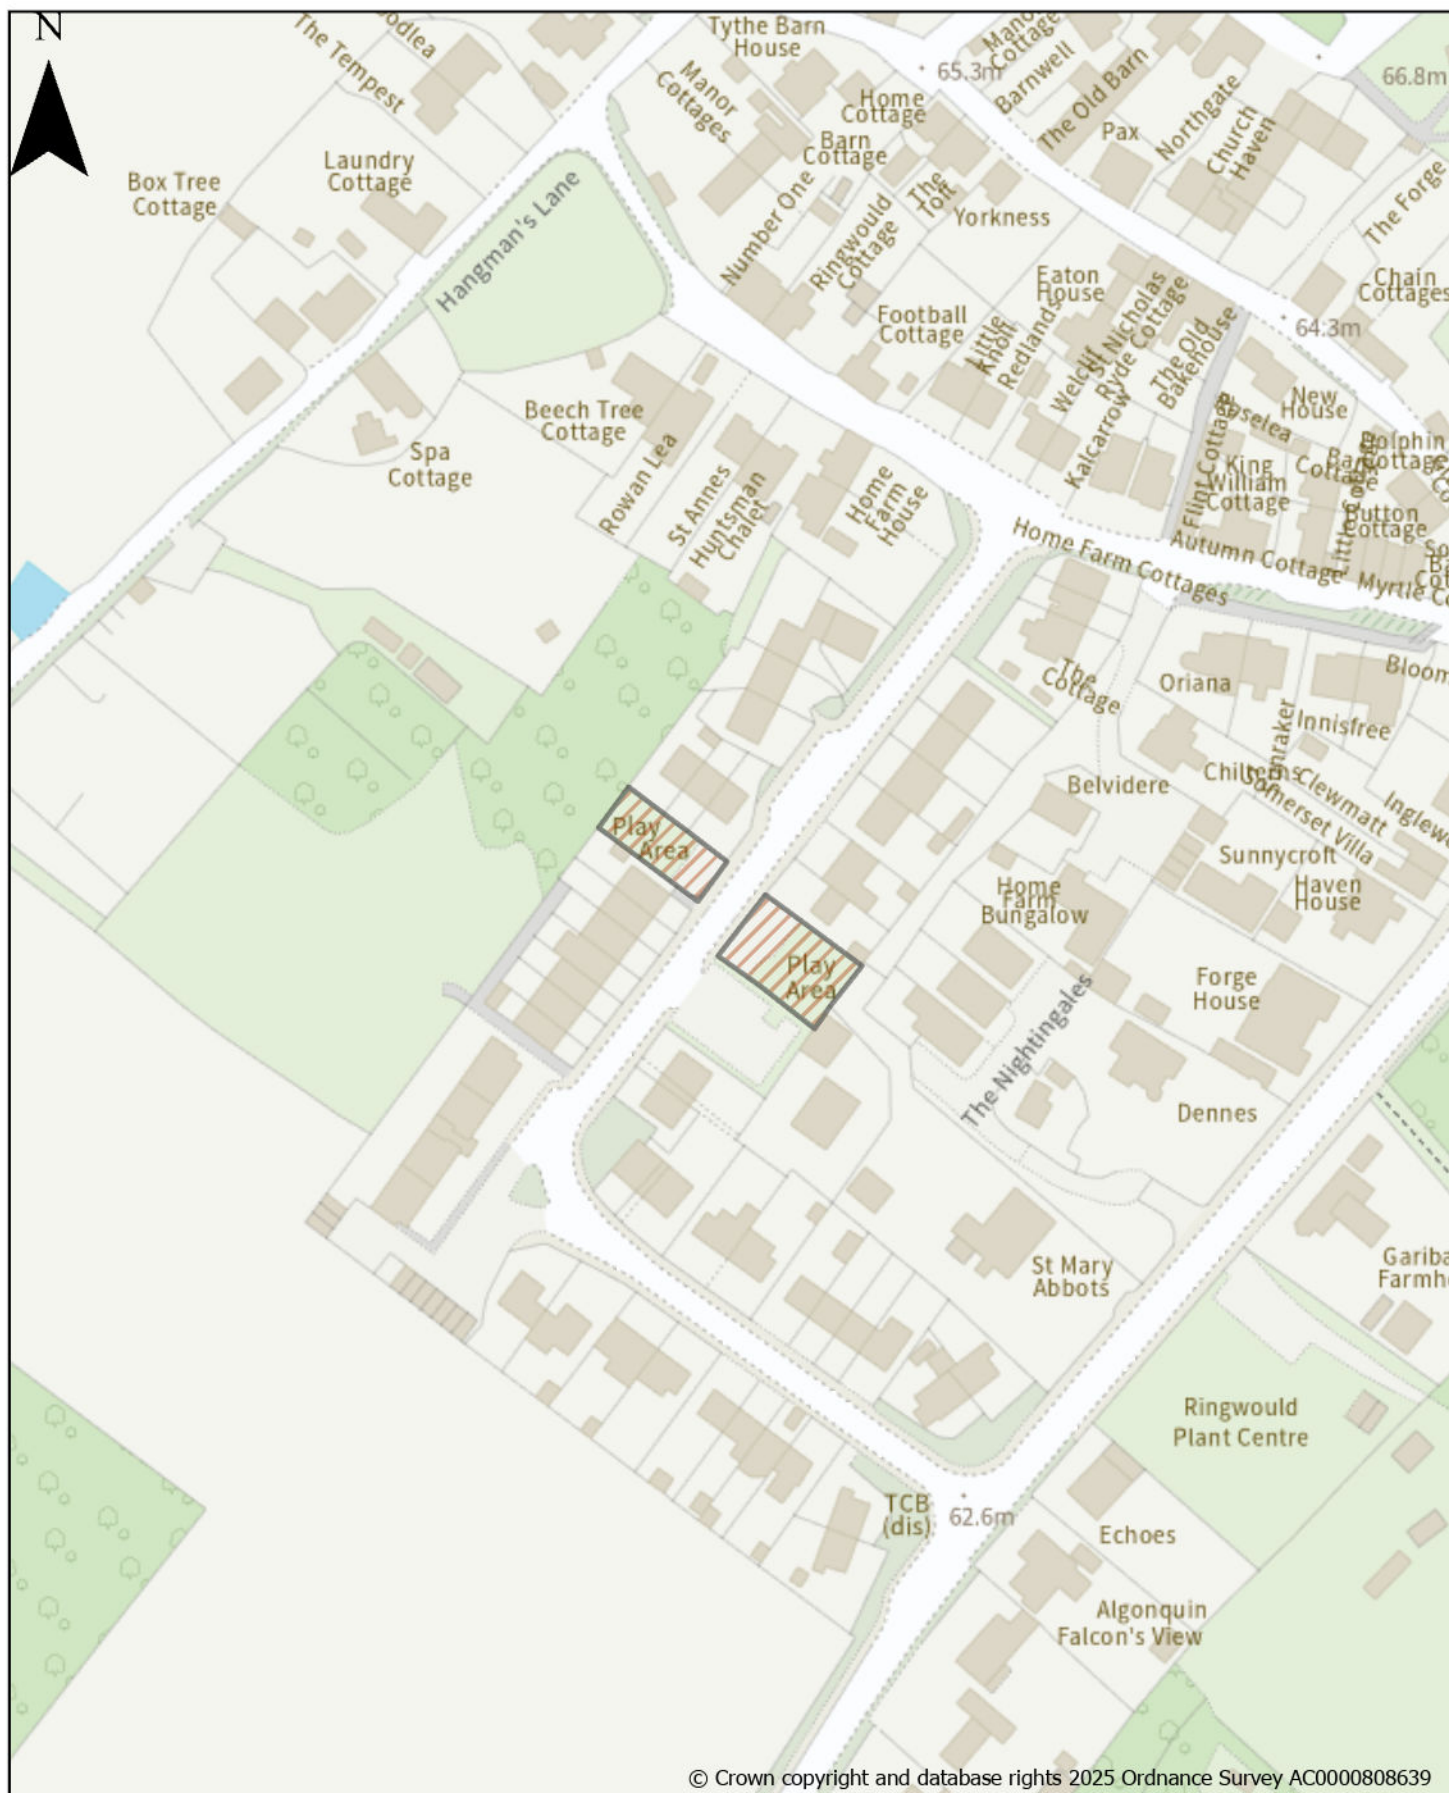 N
The Tempest
Tythe Barn
House
Manor
Cottage
65.3m
Barnwell
The Old Barn
66.8m
Manor
Cottages
Home
Cottage
Barn
Cottage
Pax
Northgate
Church
Haven
Laundry
Cottage
Box Tree
Cottage
The Forge
Hangman's Lane
Number One
Ringwould
Cottage
The
Toft
Yorkness
Eaton
House
Chain
Cottages
Football
Cottage
Little
Knoll
Redlands
St Nicholas
Ryde Cottage
The Old
Bakehouse
64.3m
Kalcarrow
New
House
Beech Tree
Cottage
Spa
Cottage
Rowan Lea
St Annes
Huntsman
Chalet
Home
Farm
House
Flint Cottage
King
William
Cottage
Home Farm Cottages
Autumn Cottage
The
Cottage
Oriana
Innisfree
Belvidere
Clewmatt
Somerset Villa
Play
Area
Sunnycroft
Haven
House
Home
Farm
Bungalow
Play
Area
Forge
House
The Nightingales
Dennes
St Mary
Abbots
Ringwould
Plant Centre
TCB
(dis)
62.6m
Echoes
Algonquin
Falcon's View
© Crown copyright and database rights 2025 Ordnance Survey AC0000808639